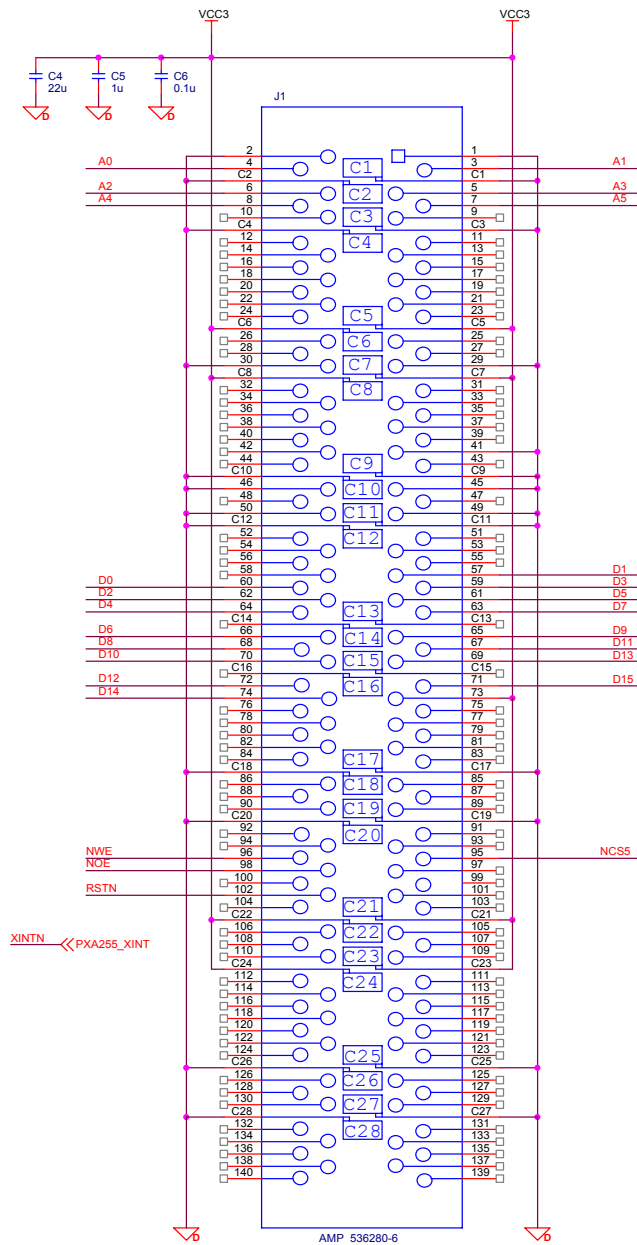 VCC3 VCC3
C4 C5 C6
22u 1u 0.1u
D D D
J1
2 1
A0 4 C1 3 A1
C2 C1
A2 6 C2 5 A3
A4 8 7 A5
10 C3 9
C4 C3
12 C4 11
14 13
16 15
18 17
20 19
22 21
24 C5 23
C6 C5
26 C6 25
28 27
30 C7 29
C8 C7
32 C8 31
34 33
36 35
38 37
40 39
42 41
44 C9 43
C10 C9
46 C10 45
48 47
50 C11 49
C12 C11
52 C12 51
54 53
56 55
58 57 D1
D0 60 59 D3
D2 62 61 D5
D4 64 C13 63 D7
C14 C13
D6 66 C14 65 D9
D8 68 67 D11
D10 70 C15 69 D13
C16 C15
D12 72 C16 71 D15
D14 74 73
76 75
78 77
80 79
82 81
84 C17 83
C18 C17
86 C18 85
88 87
90 C19 89
C20 C19
92 C20 91
94 93
NWE 96 95 NCS5
NOE 98 97
100 99
RSTN 102 101
104 C21 103
C22 C21
106 C22 105
XINTN PXA255_XINT 108 107
110 C23 109
C24 C23
112 C24 111
114 113
116 115
118 117
120 119
122 121
124 C25 123
C26 C25
126 C26 125
128 127
130 C27 129
C28 C27
132 C28 131
134 133
136 135
138 137
140 139
D D
AMP 536280-6